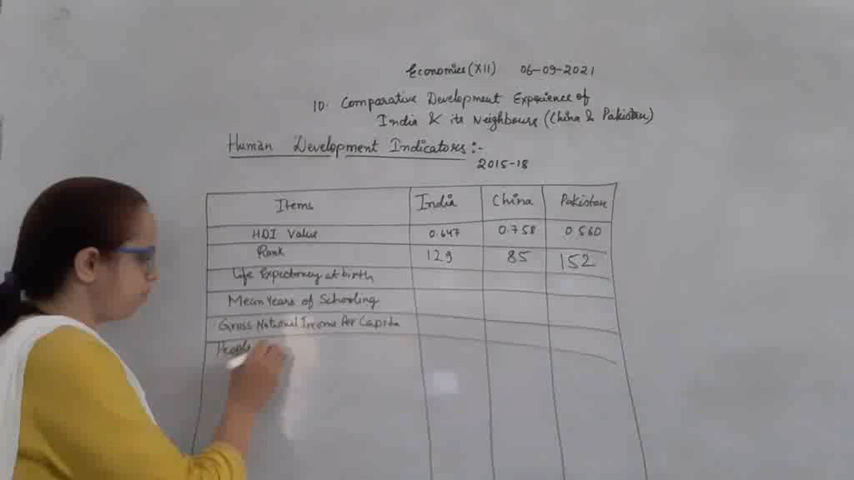 Economics (XII) 06-09-2021
10. Comparative Development Experience of
India & its Neighbours (China & Pakistan)
Human Development Indicators :-
2015-18
Items India China Pakistan
HDI Value 0.647 0.758 0.560
Rank 129 85 152
Life Expectancy at birth
Mean Years of Schooling
Gross National Income Per Capita
People